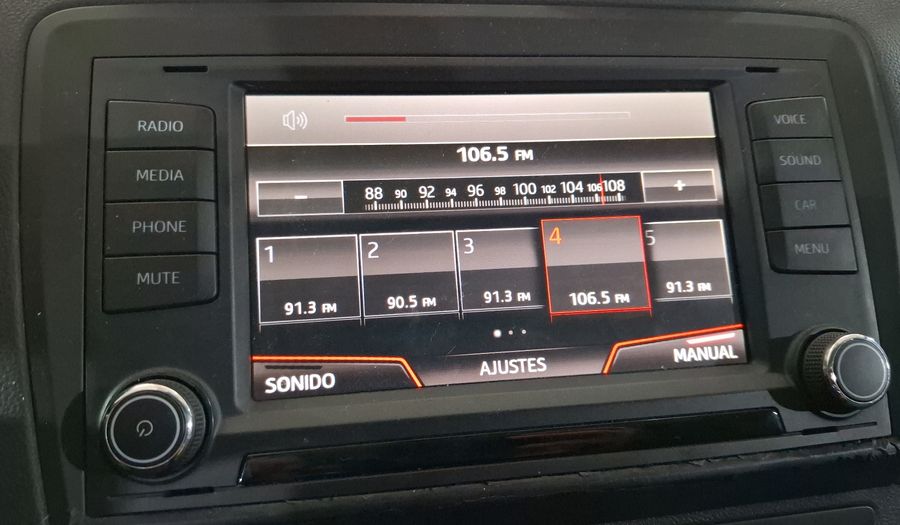 RADIO
MEDIA
PHONE
MUTE
106.5 FM
− 88 90 92 94 96 98 100 102 104 106 108 +
1 2 3 4 5
91.3 FM 90.5 FM 91.3 FM 106.5 FM 91.3 FM
SONIDO AJUSTES MANUAL
VOICE
SOUND
CAR
MENU